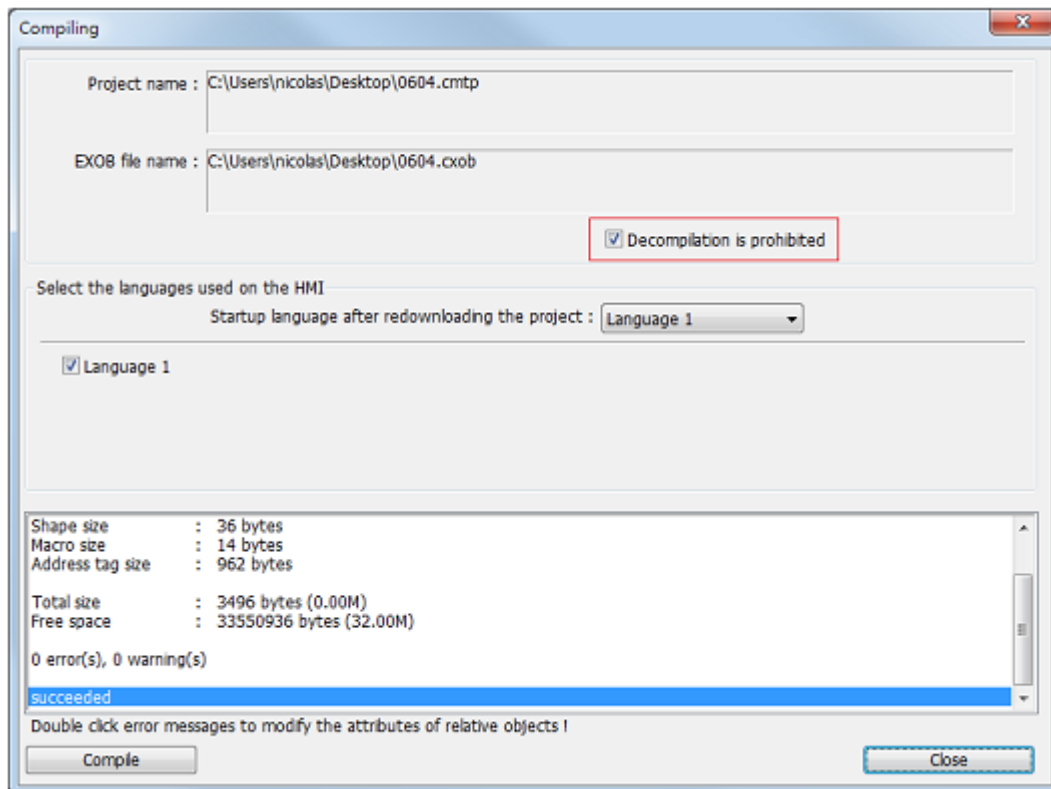 Compiling
Project name : C:\Users\nicolas\Desktop\0604.cmtp
EXOB file name : C:\Users\nicolas\Desktop\0604.cxob
Decompilation is prohibited
Select the languages used on the HMI
Startup language after redownloading the project : Language 1
Language 1
Shape size : 36 bytes
Macro size : 14 bytes
Address tag size : 962 bytes
Total size : 3496 bytes (0.00M)
Free space : 33550936 bytes (32.00M)
0 error(s), 0 warning(s)
succeeded
Double click error messages to modify the attributes of relative objects !
Compile Close